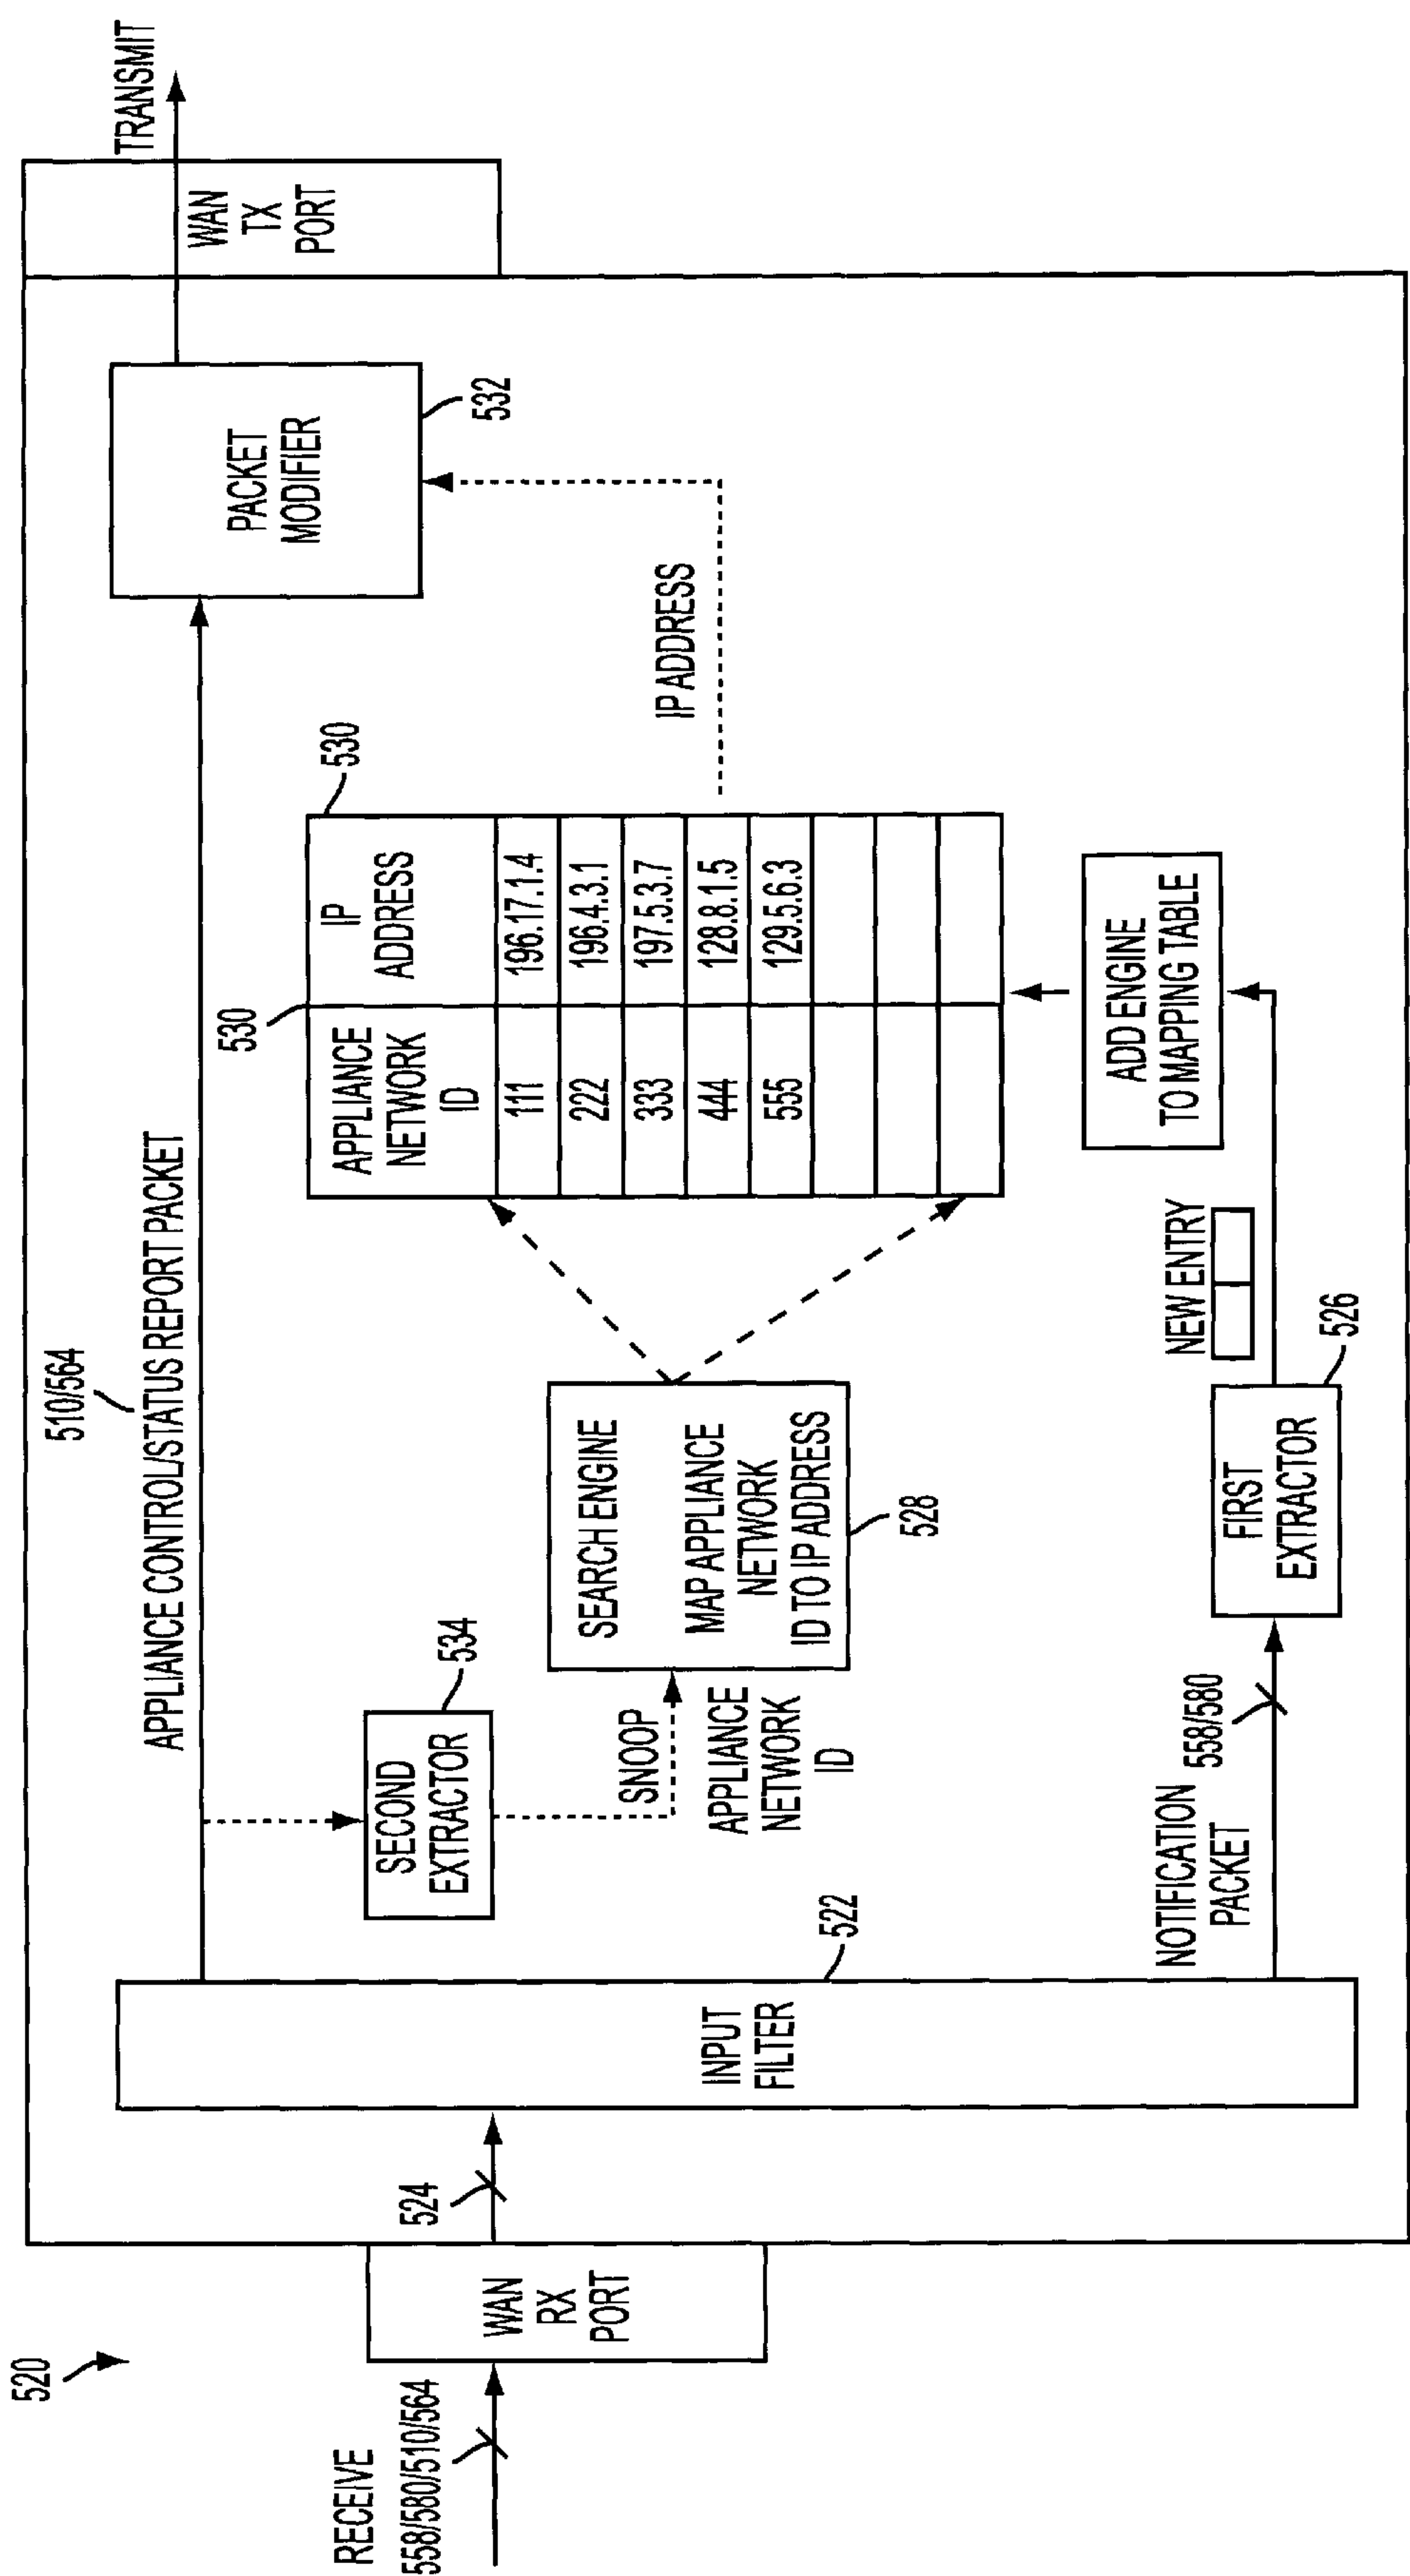 520
RECEIVE
558/580/510/564
WAN
RX
PORT
524
INPUT
FILTER
522
510/564
APPLIANCE CONTROL/STATUS REPORT PACKET
SECOND
EXTRACTOR
534
SNOOP
APPLIANCE
NETWORK
ID
SEARCH ENGINE
MAP APPLIANCE
NETWORK
ID TO IP ADDRESS
528
NOTIFICATION
PACKET
558/580
FIRST
EXTRACTOR
526
NEW ENTRY
ADD ENGINE
TO MAPPING TABLE
530
530
APPLIANCE
NETWORK
ID
IP
ADDRESS
111 196.17.1.4
222 196.4.3.1
333 197.5.3.7
444 128.8.1.5
555 129.5.6.3
IP ADDRESS
PACKET
MODIFIER
532
WAN
TX
PORT
TRANSMIT